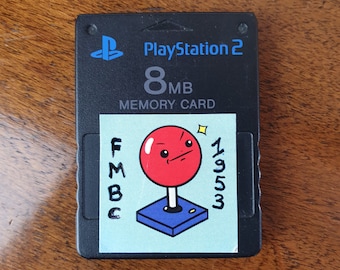 PlayStation 2
8MB
MEMORY CARD
FMBC
1953